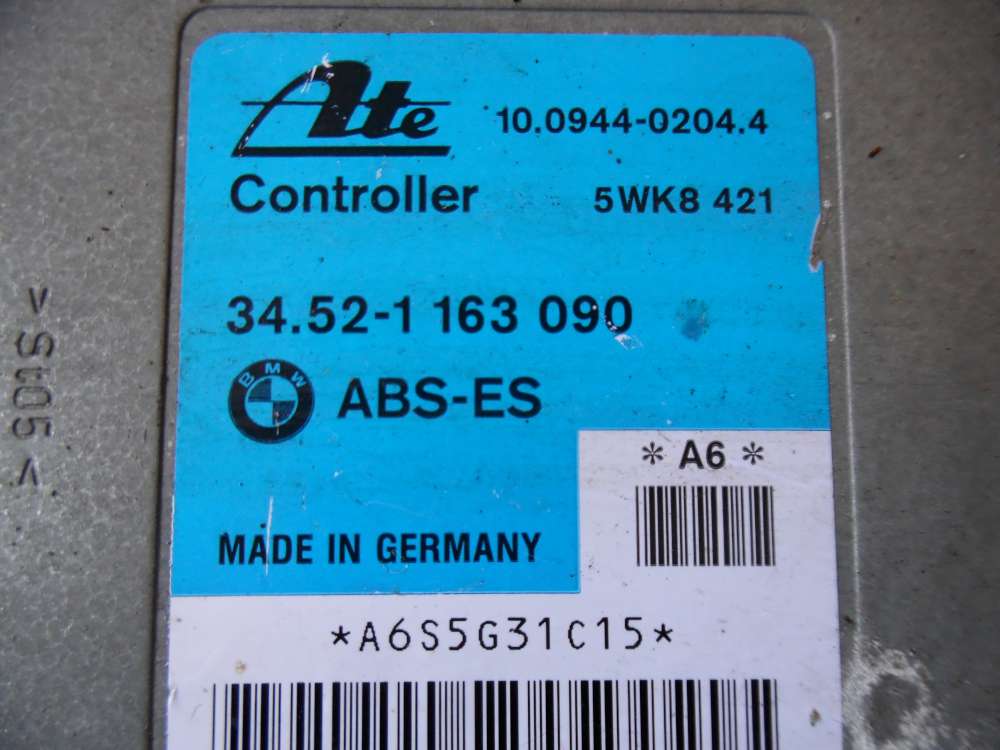 Ate
10.0944-0204.4
Controller
5WK8 421
34.52-1 163 090
BMW
ABS-ES
* A6 *
MADE IN GERMANY
*A6S5G31C15*